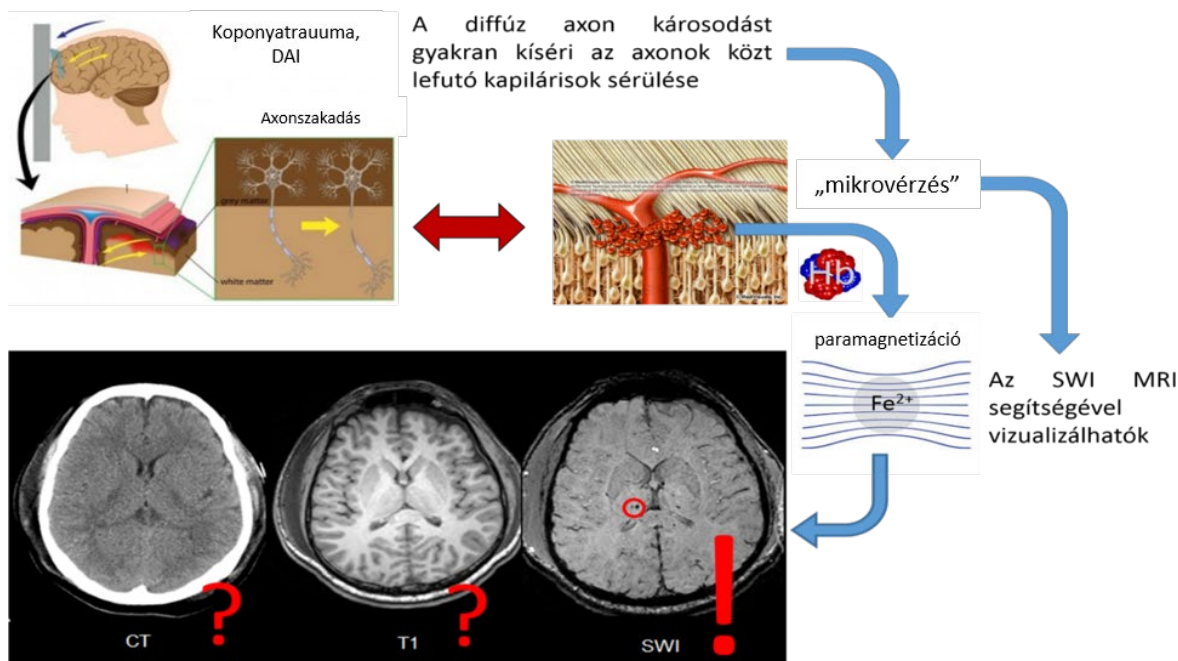 Koponyatrauuma,
DAI
A diffúz axon károsodást
gyakran kíséri az axonok közt
lefutó kapilárisok sérülése
Axonszakadás
grey matter
white matter
„mikrovérzés”
Hb
paramagnetizáció
Fe²⁺
Az SWI MRI
segítségével
vizualizálhatók
?
?
!
CT
T1
SWI